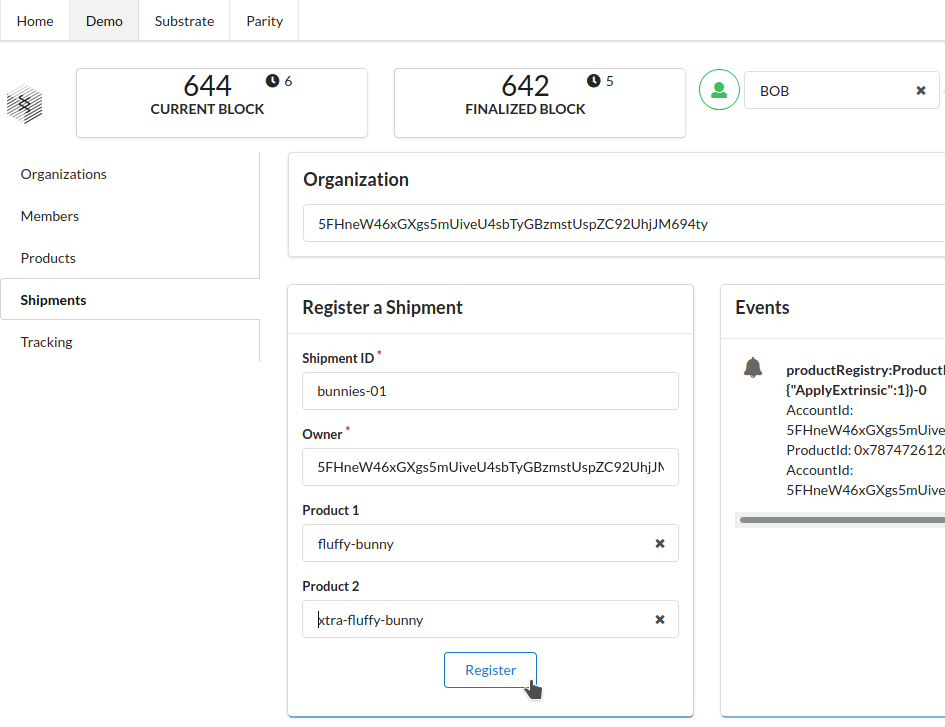 Home Demo Substrate Parity
644 6
CURRENT BLOCK
642 5
FINALIZED BLOCK
BOB
Organizations
Members
Products
Shipments
Tracking
Organization
5FHneW46xGXgs5mUiveU4sbTyGBzmstUspZC92UhjJM694ty
Register a Shipment
Shipment ID *
bunnies-01
Owner *
5FHneW46xGXgs5mUiveU4sbTyGBzmstUspZC92UhjJM
Product 1
fluffy-bunny
Product 2
xtra-fluffy-bunny
Register
Events
productRegistry:Product
{"ApplyExtrinsic":1})-0
AccountId:
5FHneW46xGXgs5mUive
ProductId: 0x787472612
AccountId:
5FHneW46xGXgs5mUive